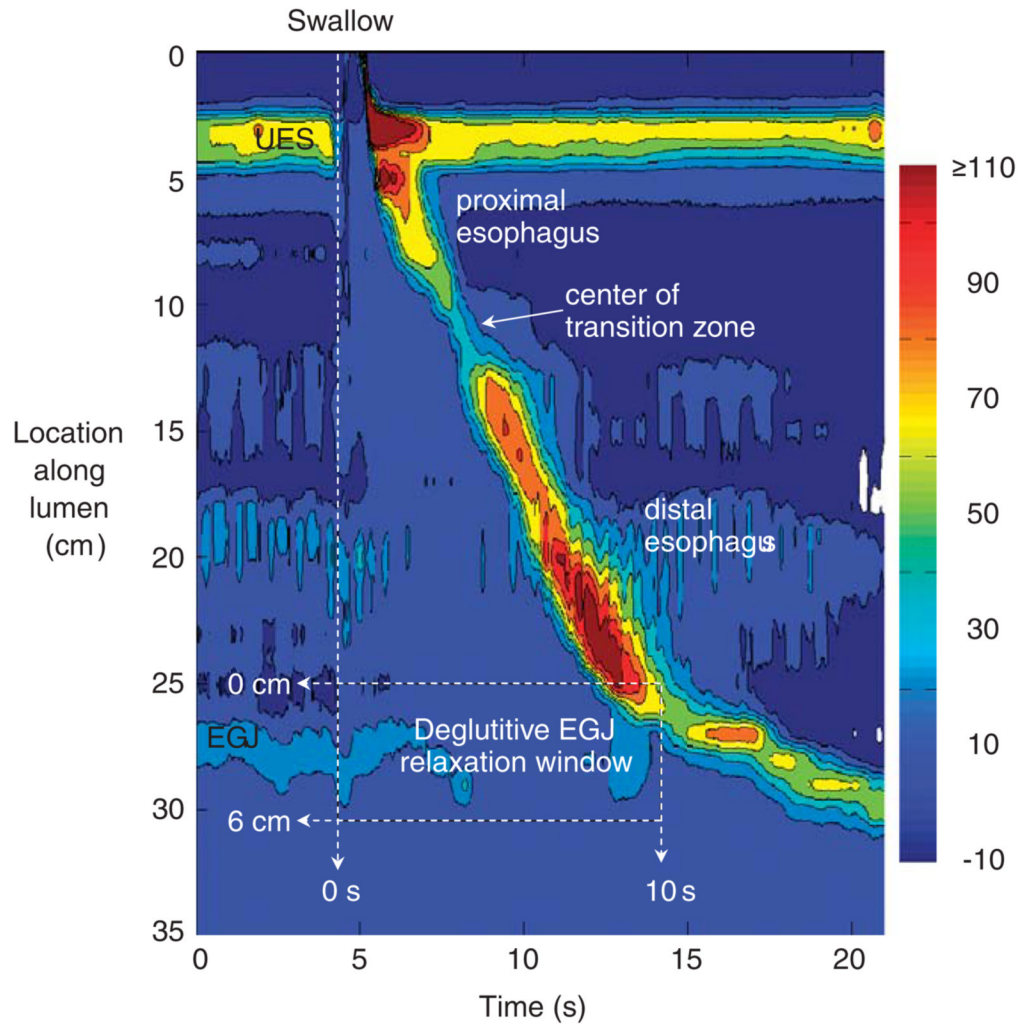 Swallow
0
UES
5
proximal
esophagus
10
center of
transition zone
Location
along
lumen
(cm)
15
distal
esophagus
20
25
0 cm
EGJ
Deglutitive EGJ
relaxation window
30
6 cm
0 s
10 s
35
0
5
10
15
20
Time (s)
≥110
90
70
50
30
10
-10